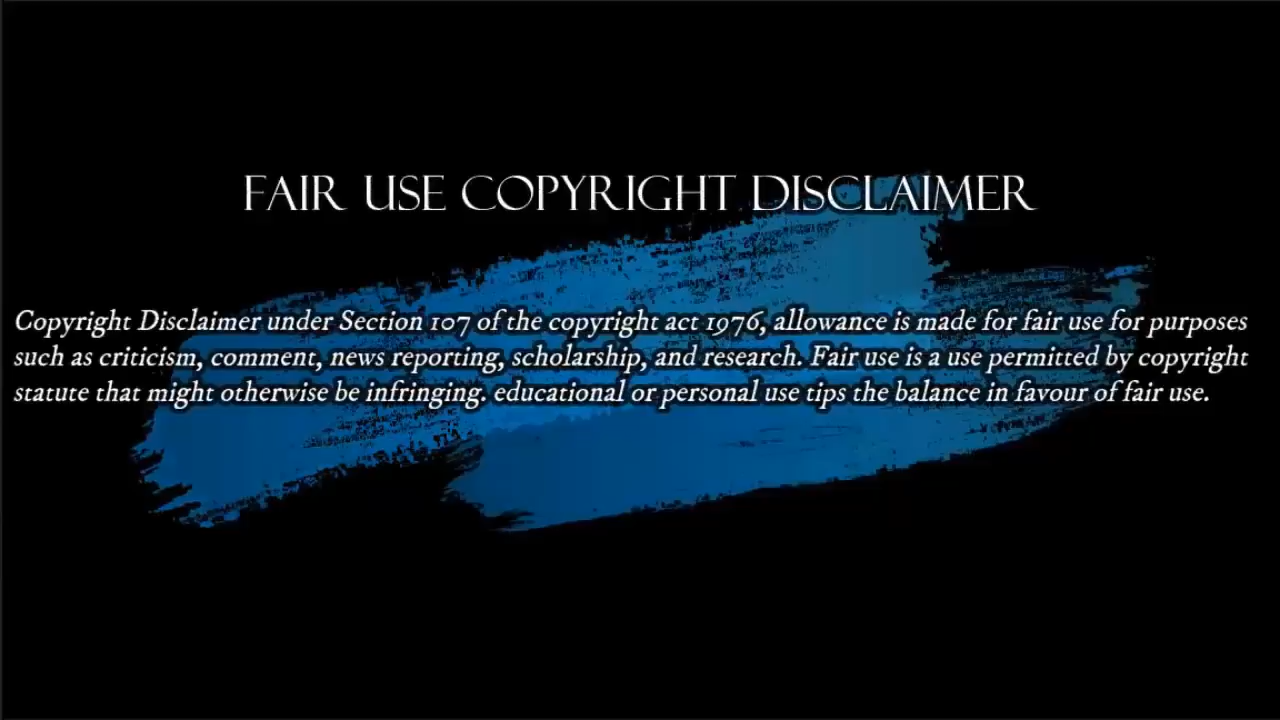 FAIR USE COPYRIGHT DISCLAIMER
Copyright Disclaimer under Section 107 of the copyright act 1976, allowance is made for fair use for purposes
such as criticism, comment, news reporting, scholarship, and research. Fair use is a use permitted by copyright
statute that might otherwise be infringing. educational or personal use tips the balance in favour of fair use.